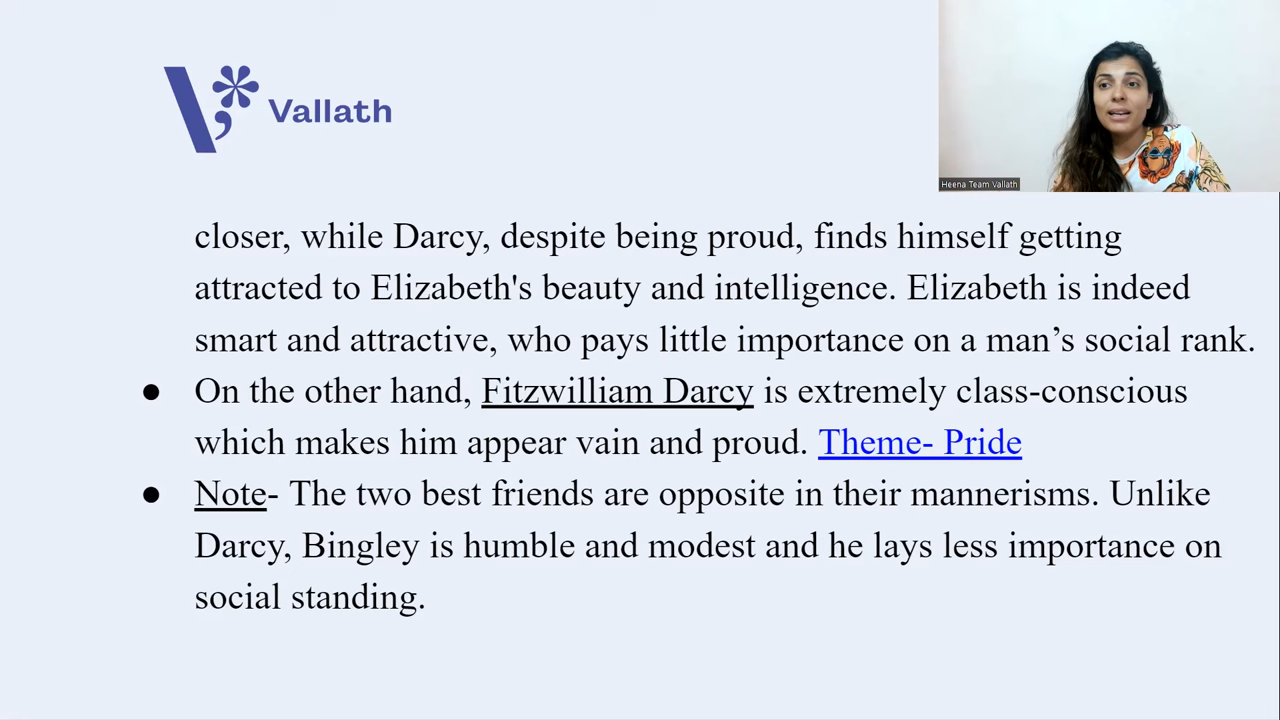 Vallath
Heena Team Vallath
closer, while Darcy, despite being proud, finds himself getting
attracted to Elizabeth's beauty and intelligence. Elizabeth is indeed
smart and attractive, who pays little importance on a man’s social rank.
● On the other hand, Fitzwilliam Darcy is extremely class-conscious
which makes him appear vain and proud. Theme- Pride
● Note- The two best friends are opposite in their mannerisms. Unlike
Darcy, Bingley is humble and modest and he lays less importance on
social standing.